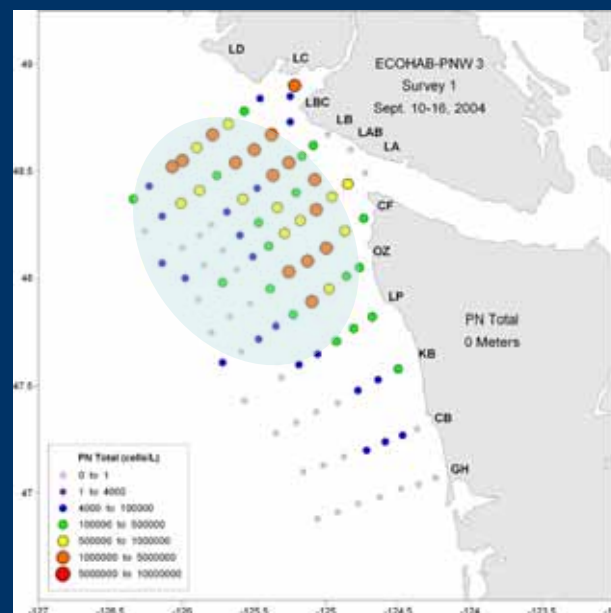 LD
LC
49
ECOHAB-PNW 3
Survey 1
Sept. 10-16, 2004
LBC
LB
LAB
LA
48.5
CF
OZ
48
LP
PN Total
0 Meters
KB
47.5
CB
GH
47
PN Total (cells/L)
0 to 1
1 to 4000
4000 to 100000
100000 to 500000
500000 to 1000000
1000000 to 5000000
5000000 to 10000000
-127 -126.5 -126 -125.5 -125 -124.5 -124 -123.5